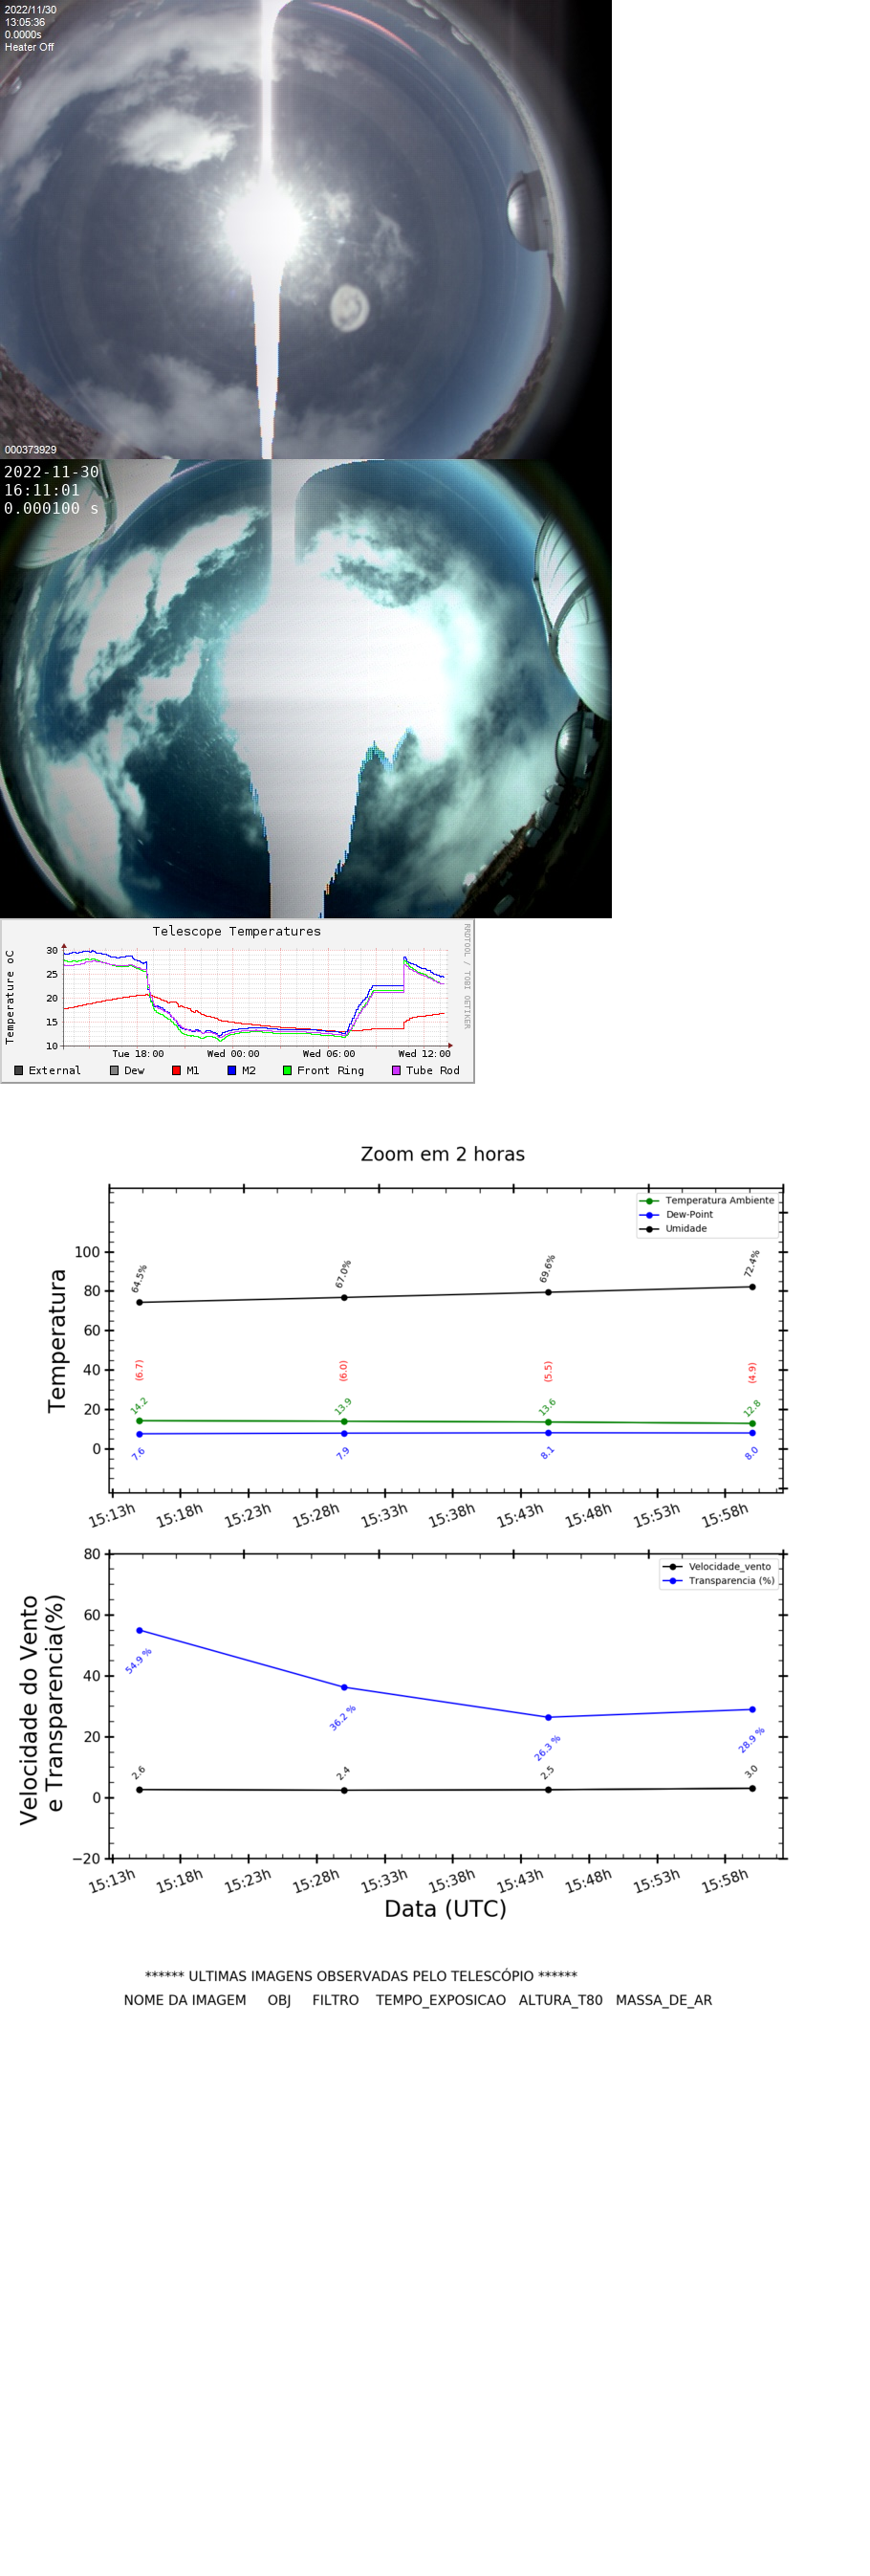 2022/11/30
13:05:36
0.0000s
Heater Off
000373929
2022-11-30
16:11:01
0.000100 s
Telescope Temperatures
RRDTOOL / TOBI OETIKER
Temperature oC
30
25
20
15
10
Tue 18:00 Wed 00:00 Wed 06:00 Wed 12:00
External Dew M1 M2 Front Ring Tube Rod
Zoom em 2 horas
Temperatura Ambiente
Dew-Point
Umidade
Temperatura
100
80
60
40
20
0
64.5% 67.0% 69.6% 72.4%
(6.7) (6.0) (5.5) (4.9)
14.2 13.9 13.6 12.8
7.6 7.9 8.1 8.0
15:13h 15:18h 15:23h 15:28h 15:33h 15:38h 15:43h 15:48h 15:53h 15:58h
Velocidade_vento
Transparencia (%)
Velocidade do Vento
e Transparencia(%)
80
60
40
20
0
−20
54.9 % 36.2 % 26.3 % 28.9 %
2.6 2.4 2.5 3.0
15:13h 15:18h 15:23h 15:28h 15:33h 15:38h 15:43h 15:48h 15:53h 15:58h
Data (UTC)
****** ULTIMAS IMAGENS OBSERVADAS PELO TELESCÓPIO ******
NOME DA IMAGEM OBJ FILTRO TEMPO_EXPOSICAO ALTURA_T80 MASSA_DE_AR